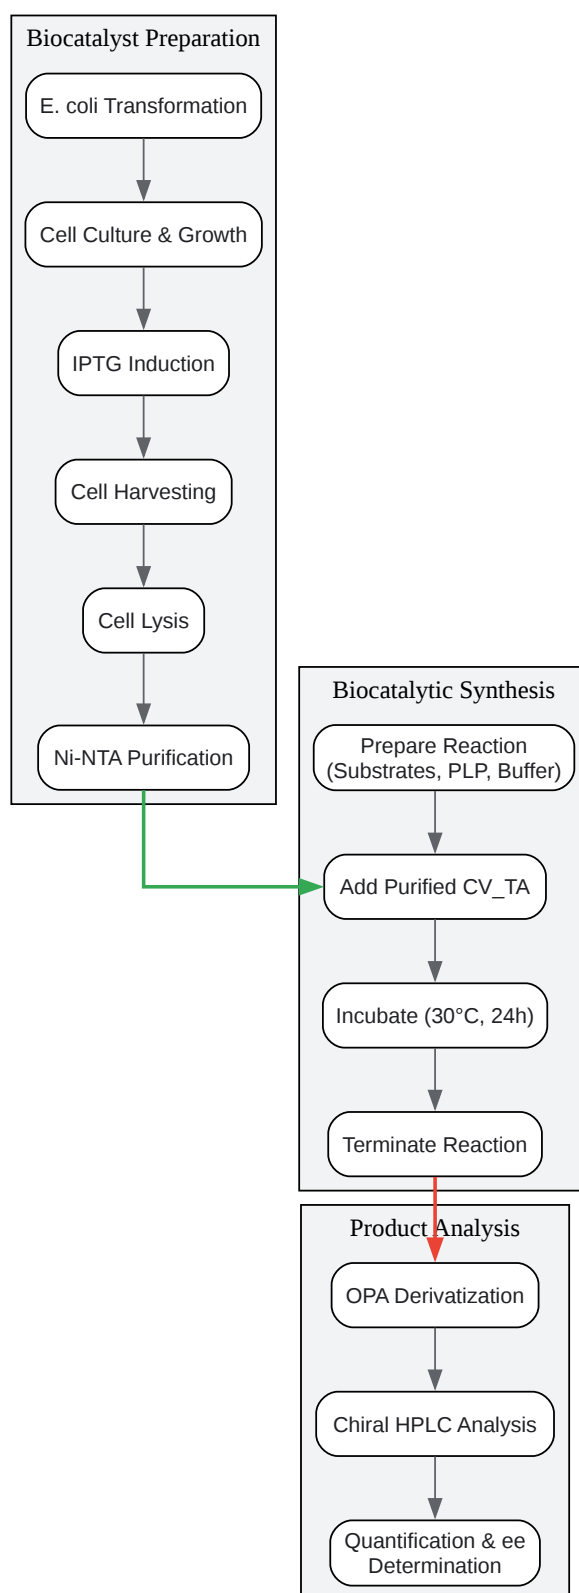 Biocatalyst Preparation
E. coli Transformation
Cell Culture & Growth
IPTG Induction
Cell Harvesting
Cell Lysis
Ni-NTA Purification
Biocatalytic Synthesis
Prepare Reaction
(Substrates, PLP, Buffer)
Add Purified CV_TA
Incubate (30°C, 24h)
Terminate Reaction
Product Analysis
OPA Derivatization
Chiral HPLC Analysis
Quantification & ee
Determination